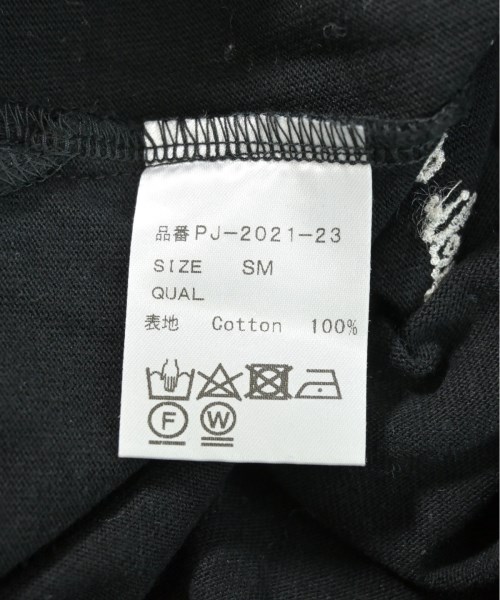 品番 PJ-2021-23
SIZE SM
QUAL
表地 Cotton 100%
F W